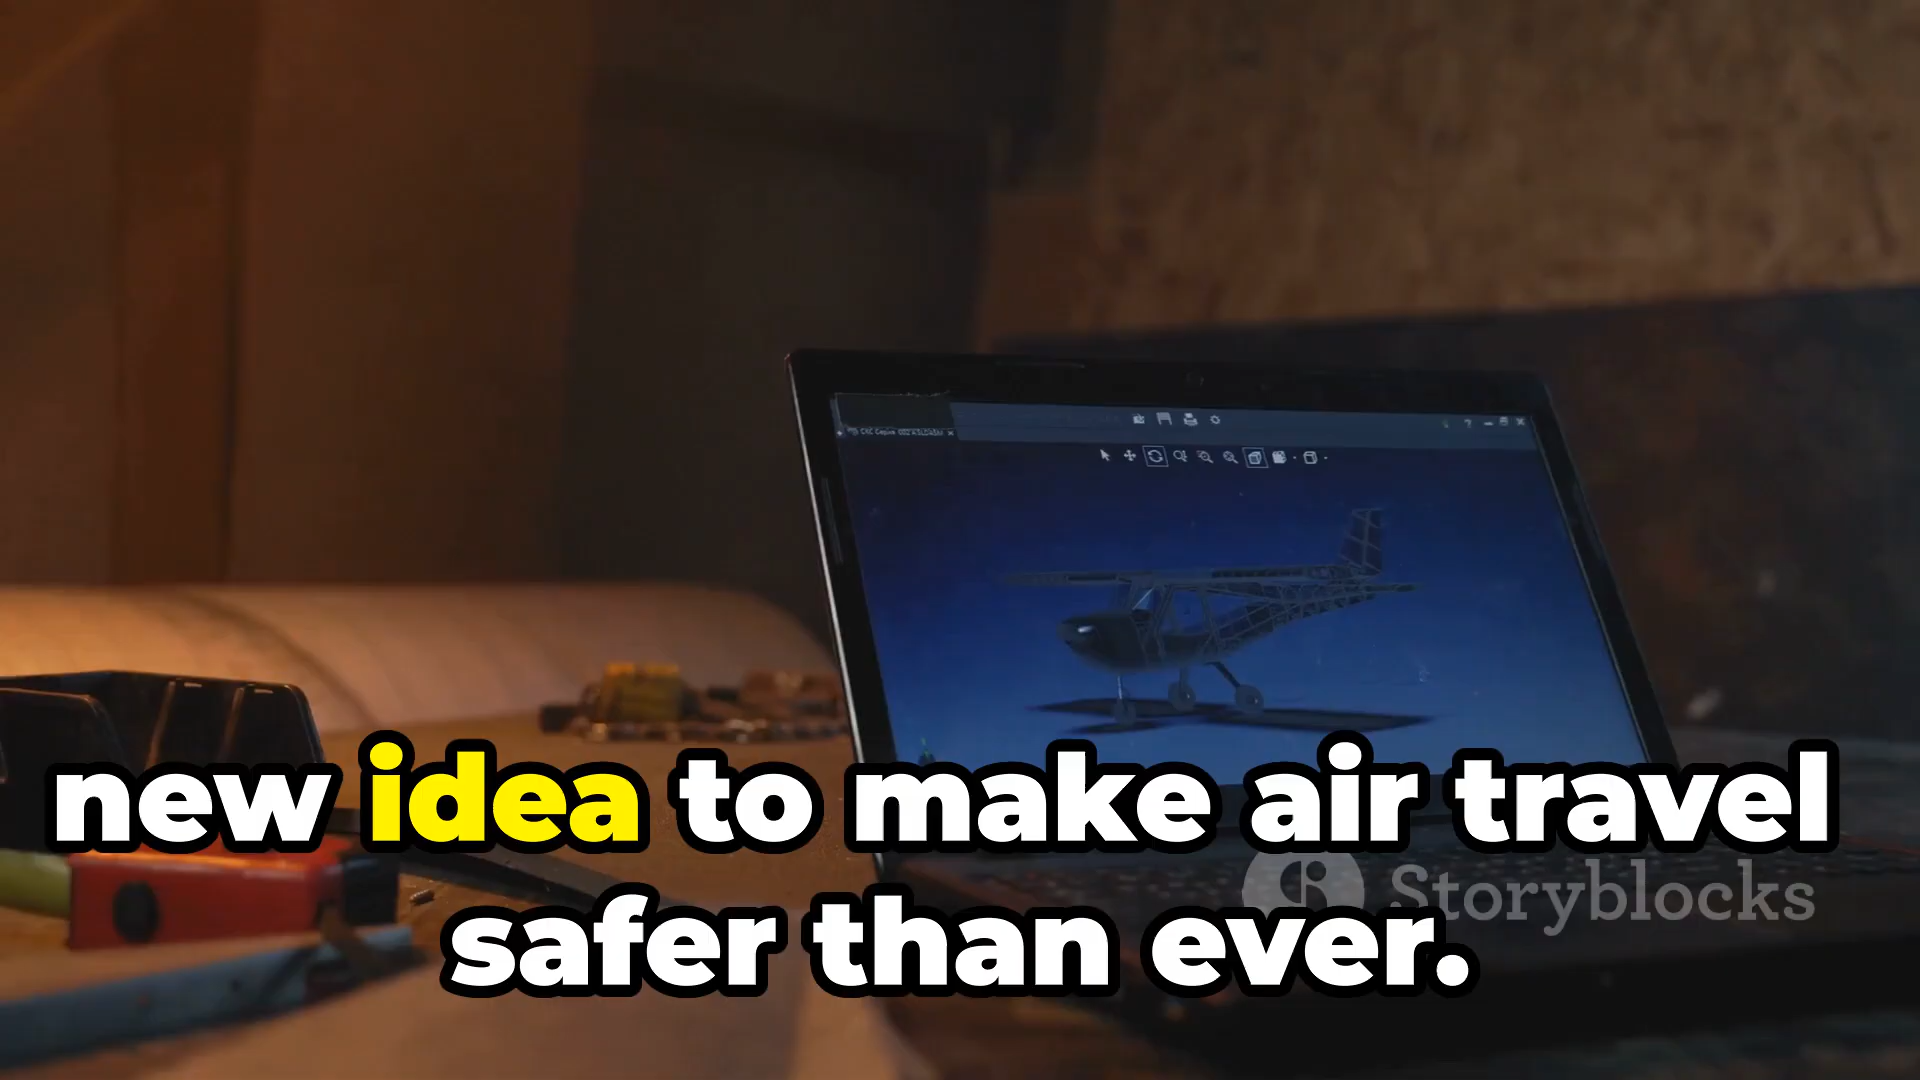 new idea to make air travel
Storyblocks
safer than ever.